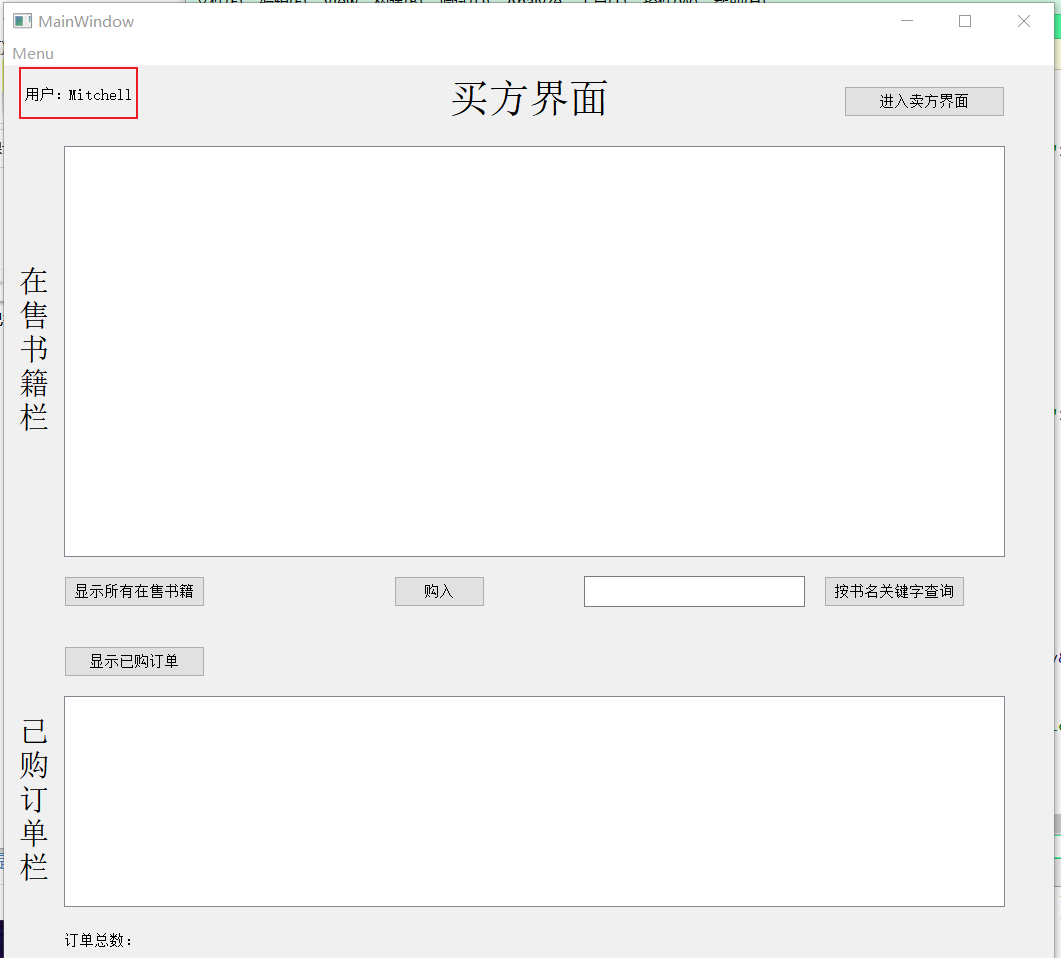 MainWindow
Menu
用户：Mitchell
买方界面
进入卖方界面
在售书籍栏
显示所有在售书籍
购入
按书名关键字查询
显示已购订单
已购订单栏
订单总数：